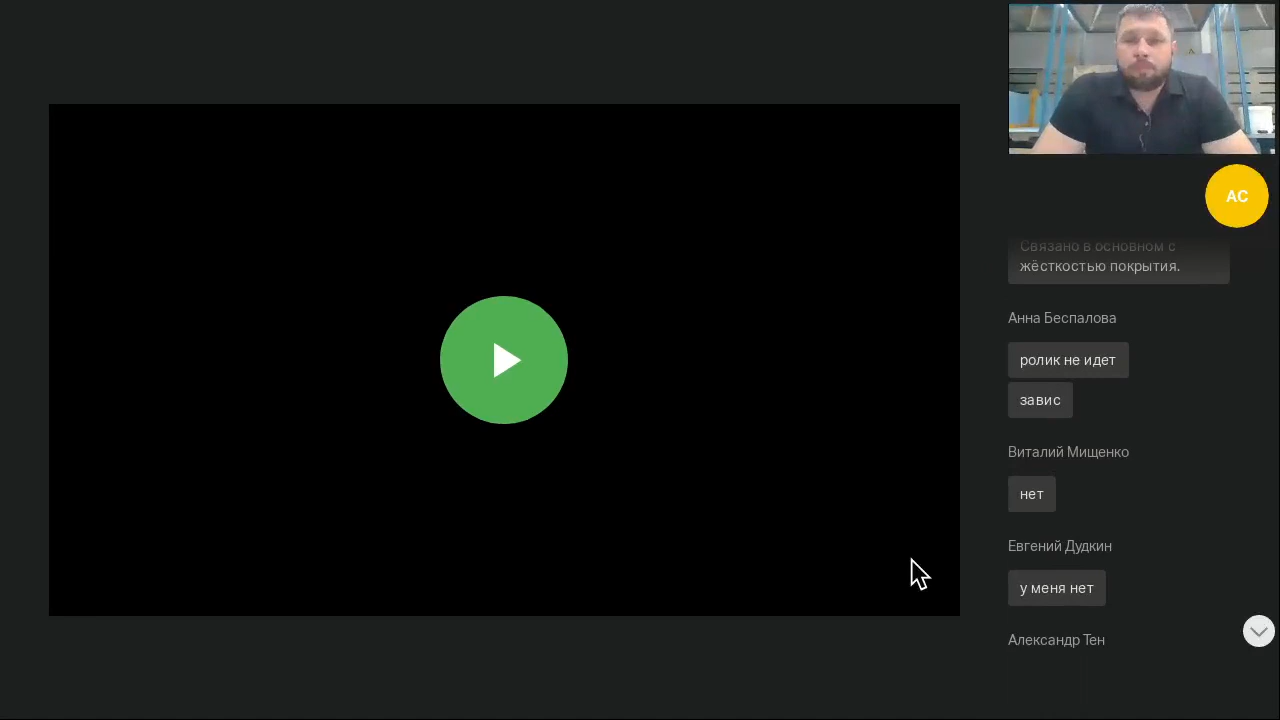 АС
Связано в основном с
жёсткостью покрытия.
Анна Беспалова
ролик не идет
завис
Виталий Мищенко
нет
Евгений Дудкин
у меня нет
Александр Тен